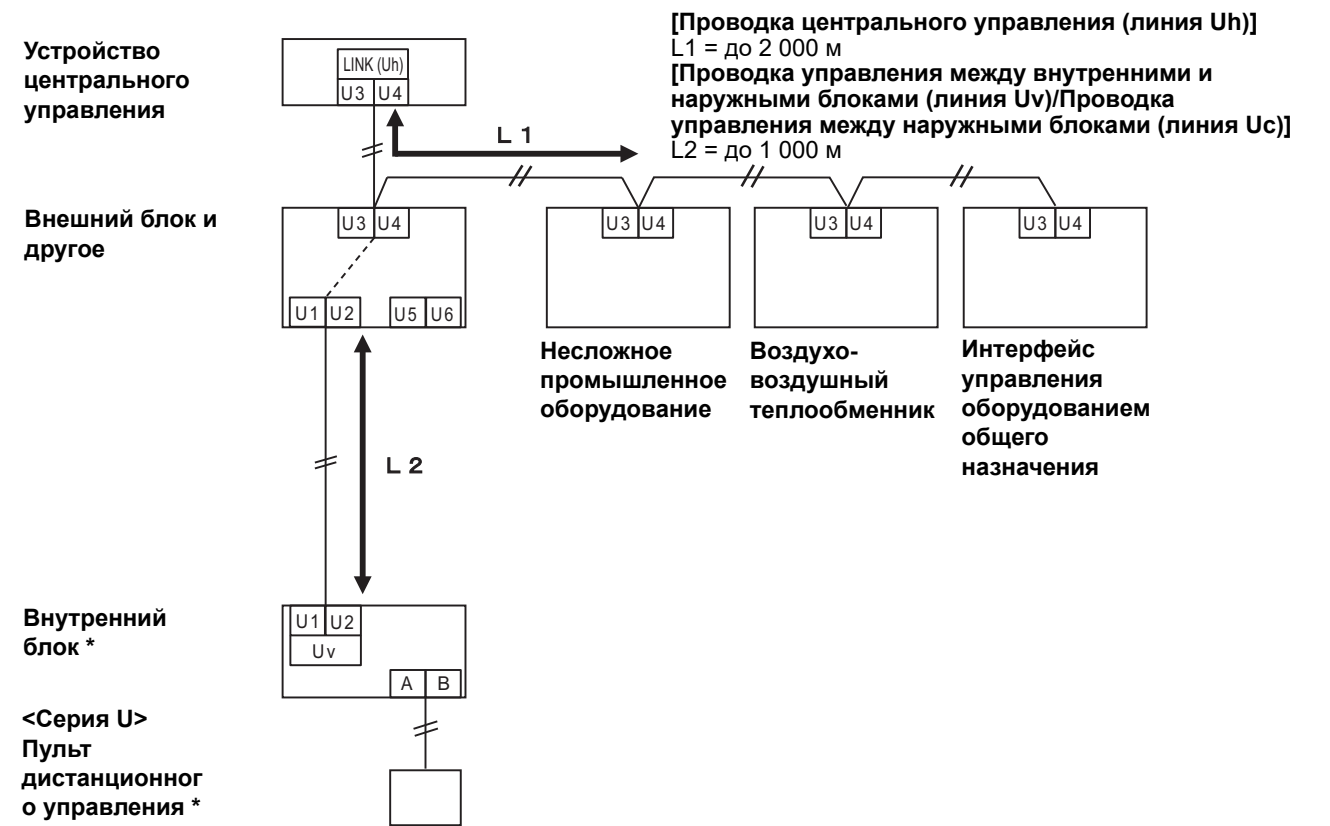 [Проводка центрального управления (линия Uh)]
L1 = до 2 000 м
[Проводка управления между внутренними и
наружными блоками (линия Uv)/Проводка
управления между наружными блоками (линия Uc)]
L2 = до 1 000 м
Устройство
центрального
управления
LINK (Uh)
U3 U4
L 1
Внешний блок и
другое
U3 U4
U1 U2
U5 U6
U3 U4
U3 U4
U3 U4
Несложное
промышленное
оборудование
Воздухо-
воздушный
теплообменник
Интерфейс
управления
оборудованием
общего
назначения
L 2
Внутренний
блок *
U1 U2
Uv
A B
<Серия U>
Пульт
дистанционног
о управления *